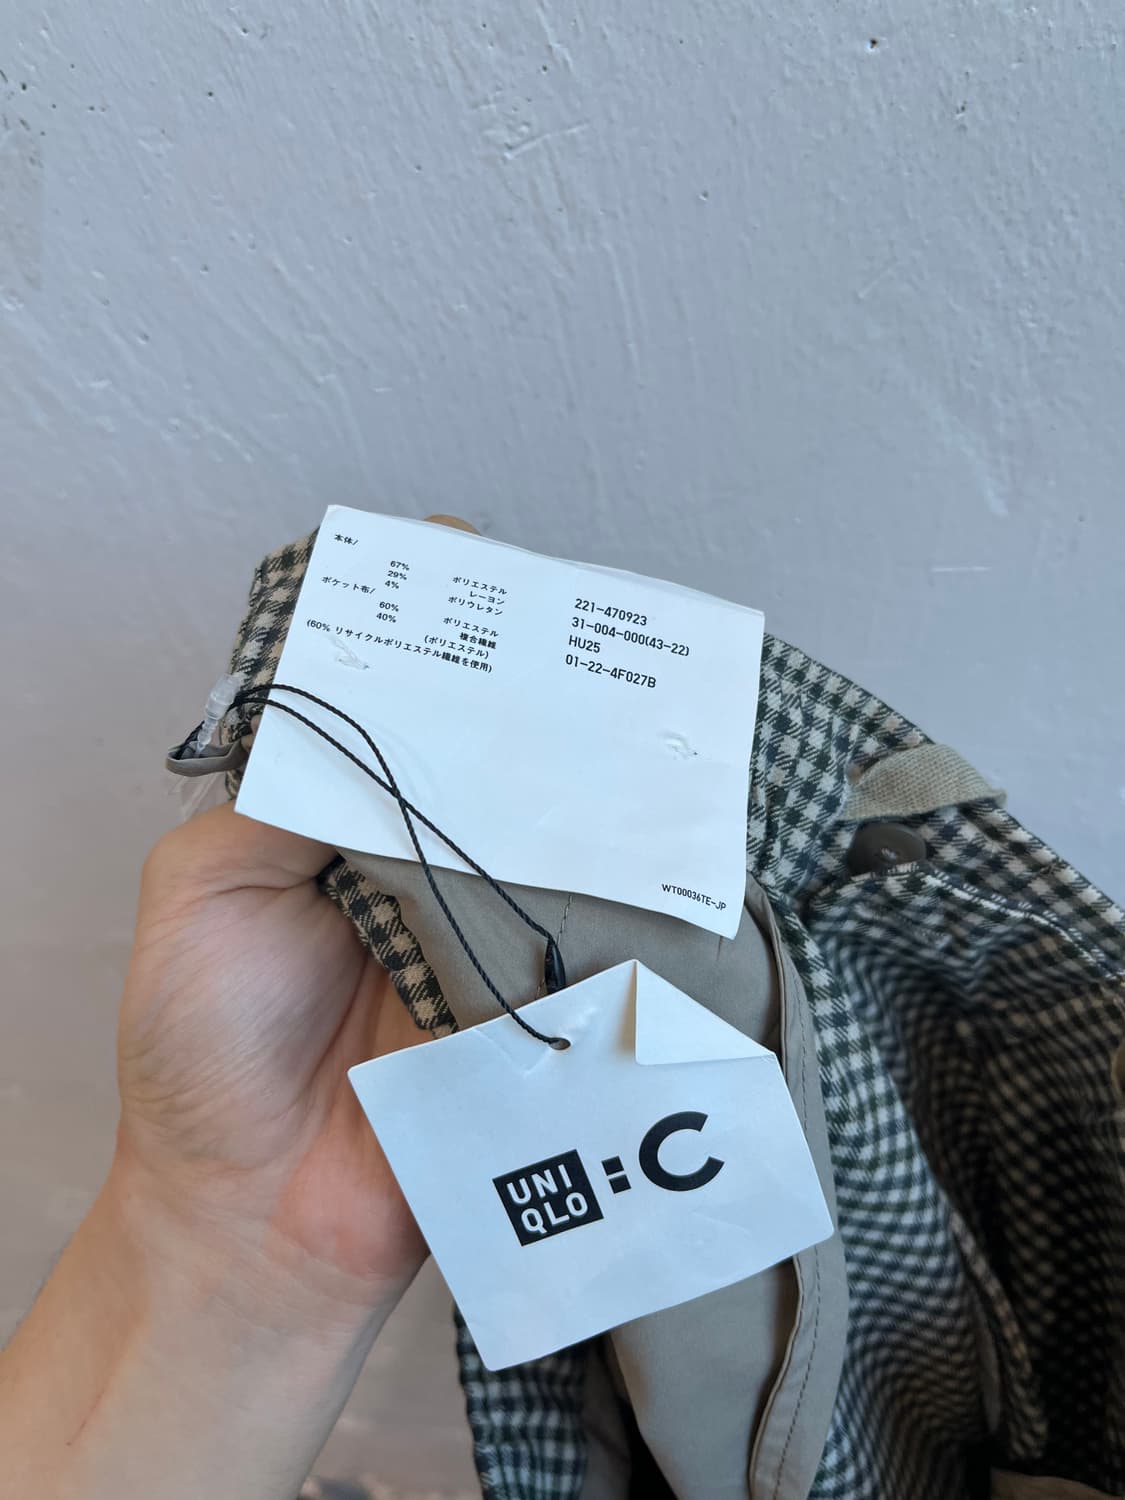 本体/
67% ポリエステル
29% レーヨン
4% ポリウレタン
ポケット布/
60% ポリエステル
40% 複合繊維
(ポリエステル)
(60% リサイクルポリエステル繊維を使用)
221-470923
31-004-000(43-22)
HU25
01-22-4F027B
WT00036TE-JP
UNI
QLO
: C